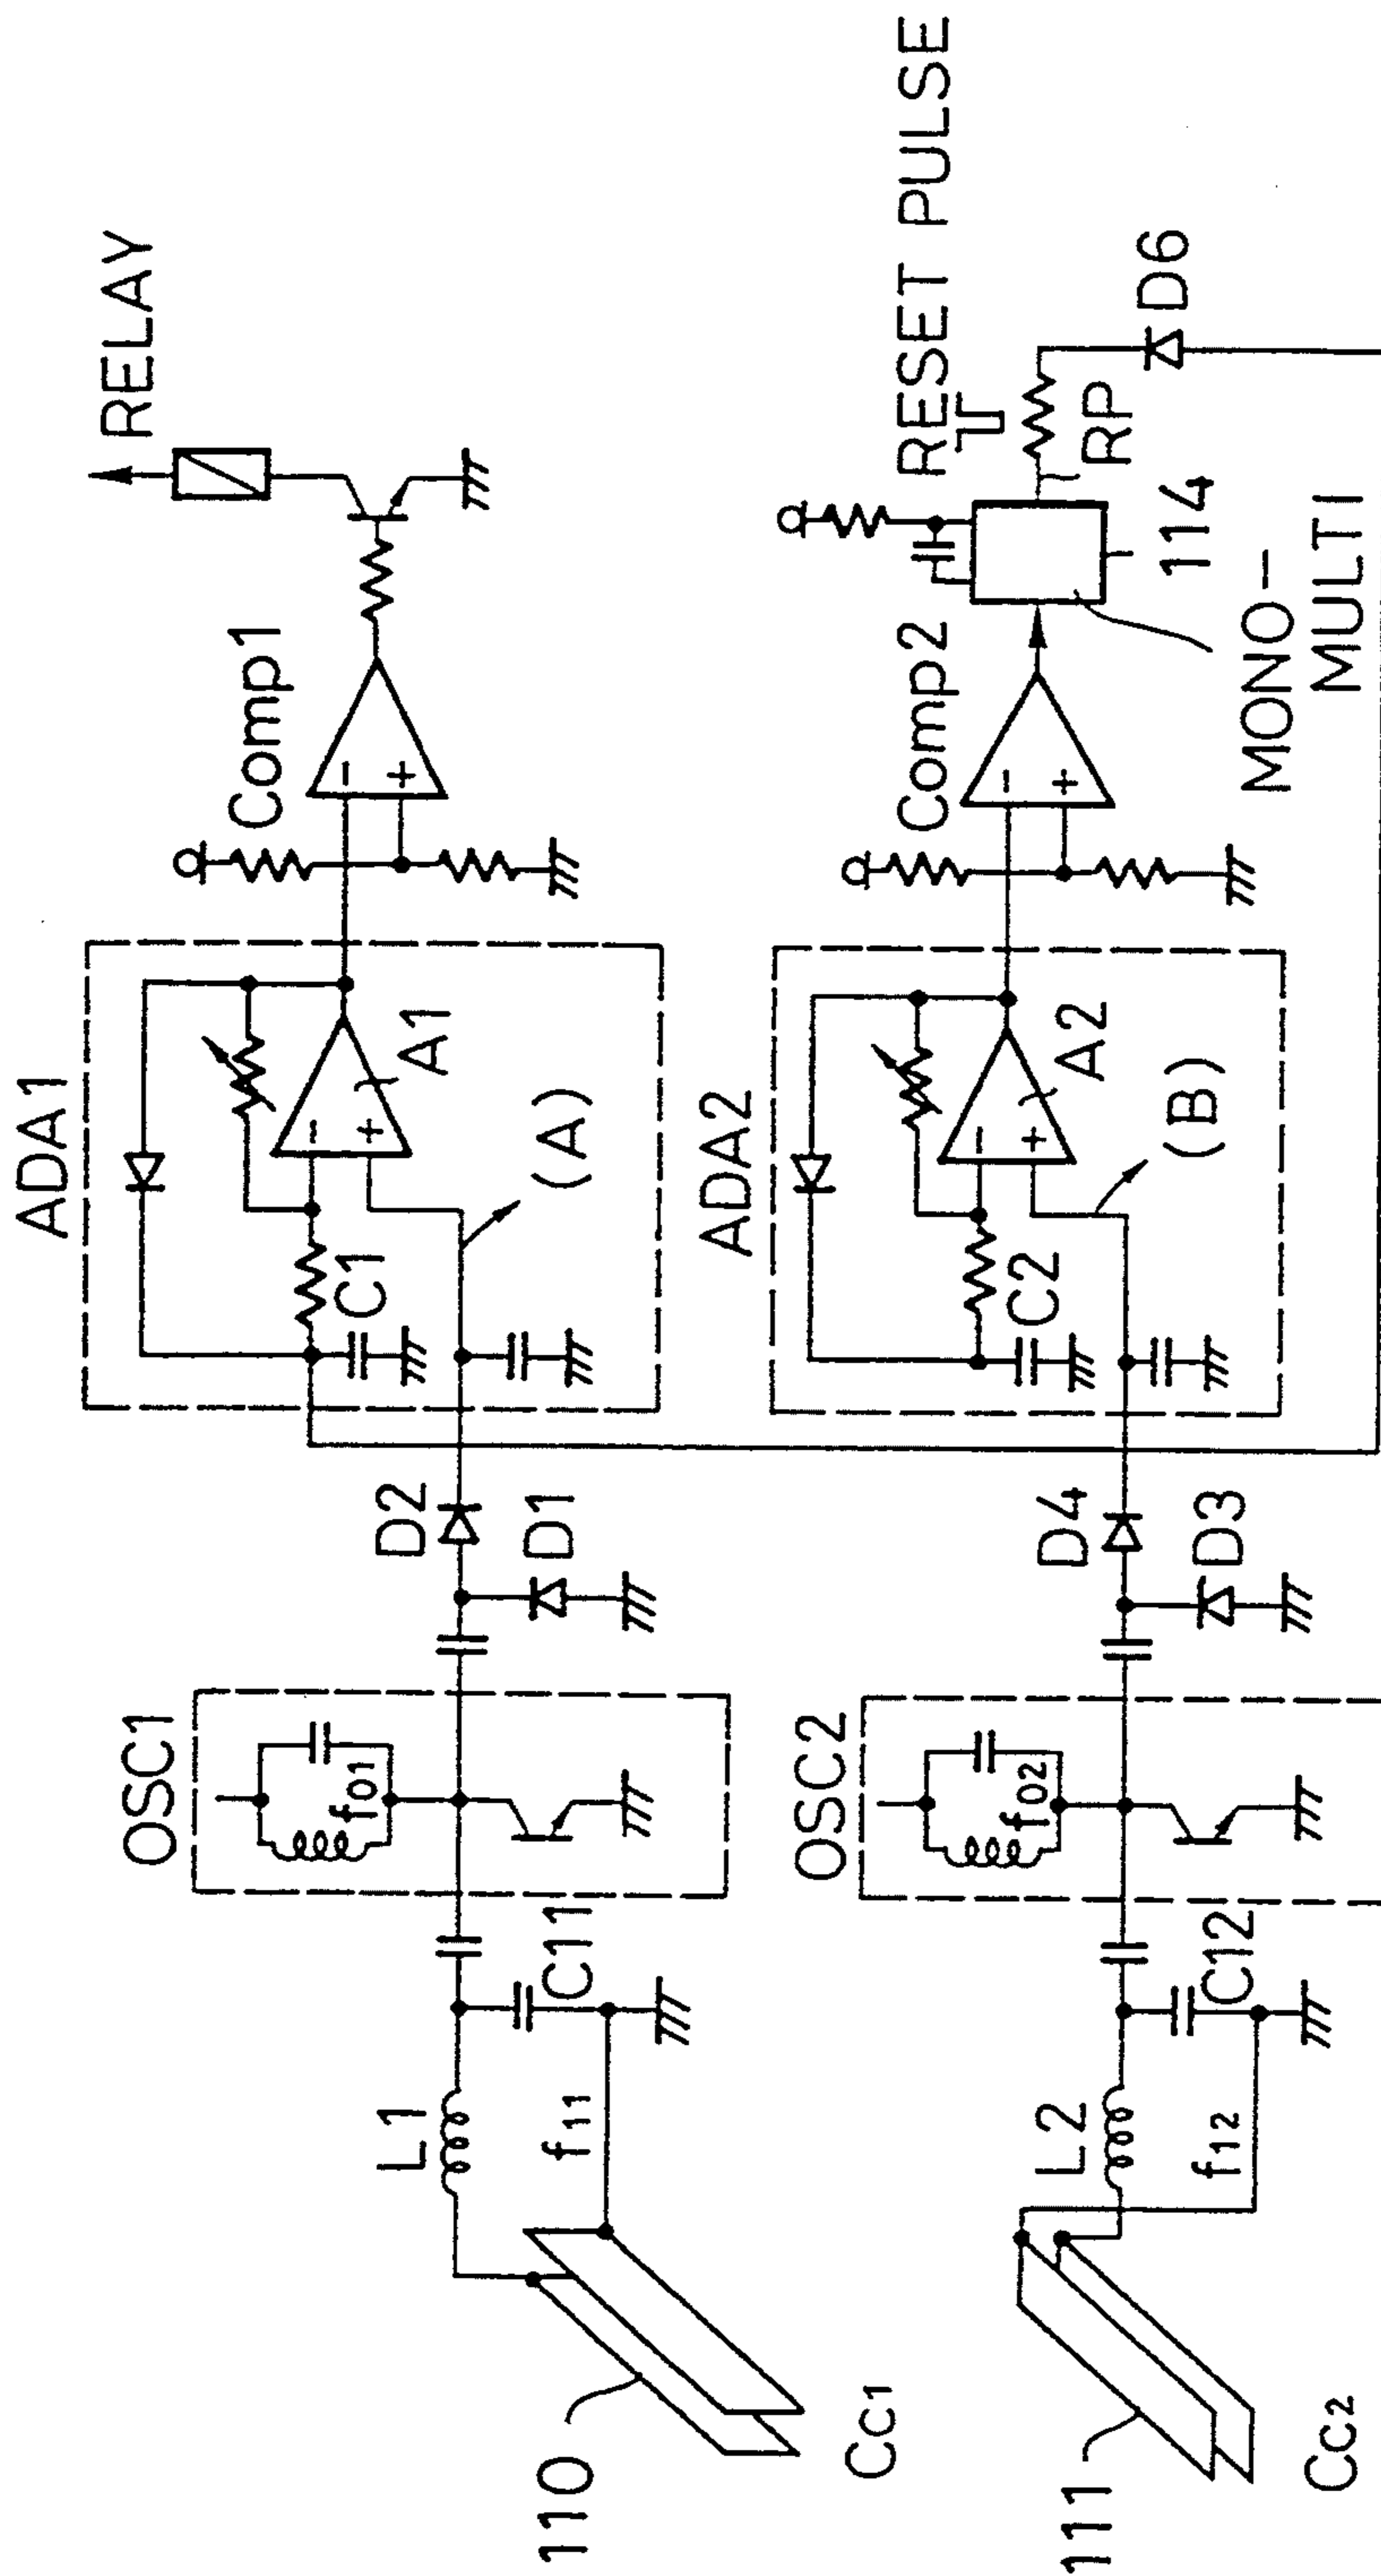 ADA1
RELAY
OSC1
f01
D2
D1
C1
A1
(A)
Comp1
L1
f11
C11
110
CC1
ADA2
RESET PULSE
OSC2
f02
D4
D3
C2
A2
(B)
Comp2
RP
D6
114
MONO-
MULTI
L2
f12
C12
111
CC2